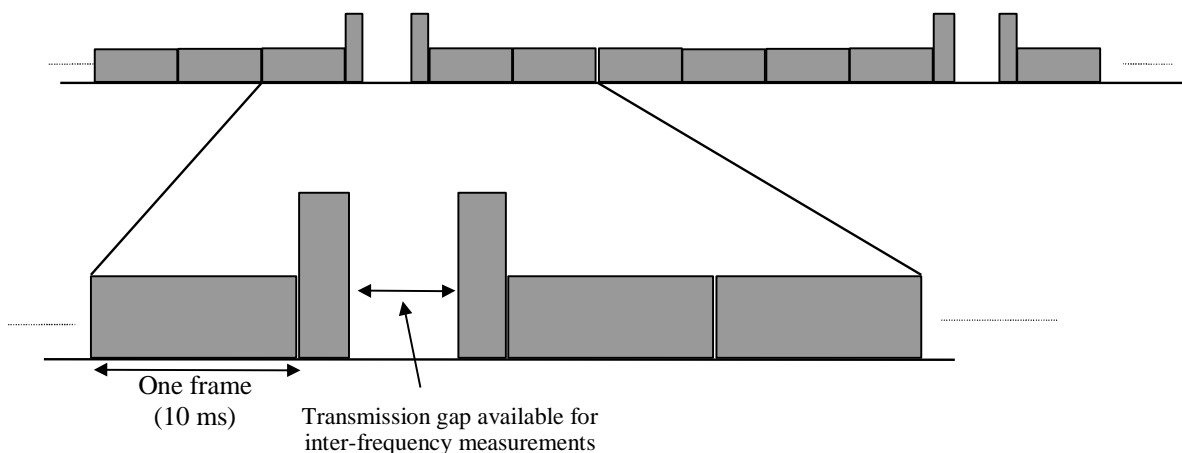 One frame
(10 ms)
Transmission gap available for
inter-frequency measurements